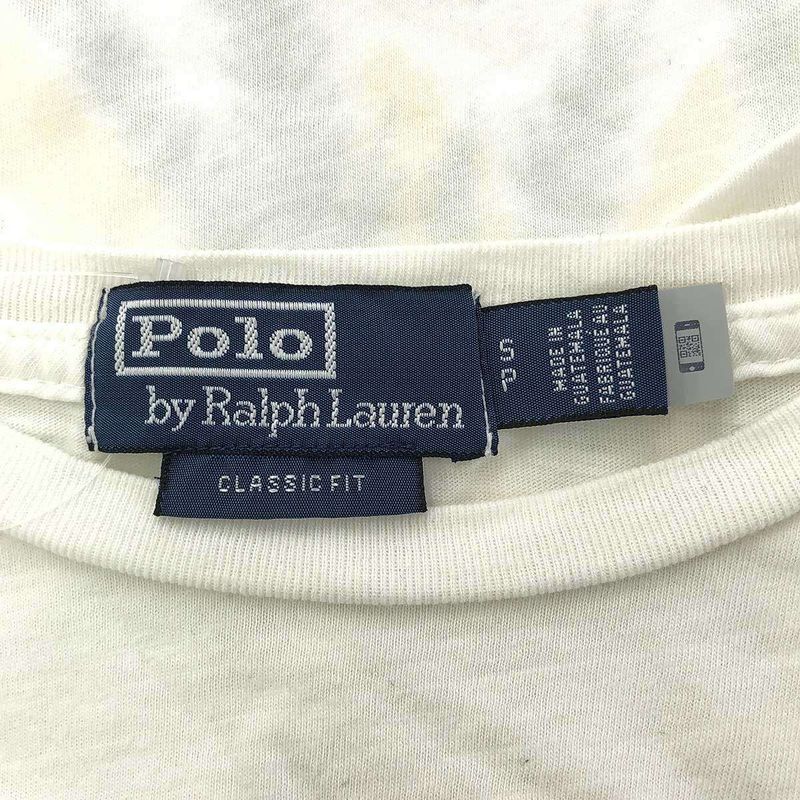 Polo
by Ralph Lauren
CLASSIC FIT
S
P
MADE IN
GUATEMALA
FABRIQUE AU
GUATEMALA